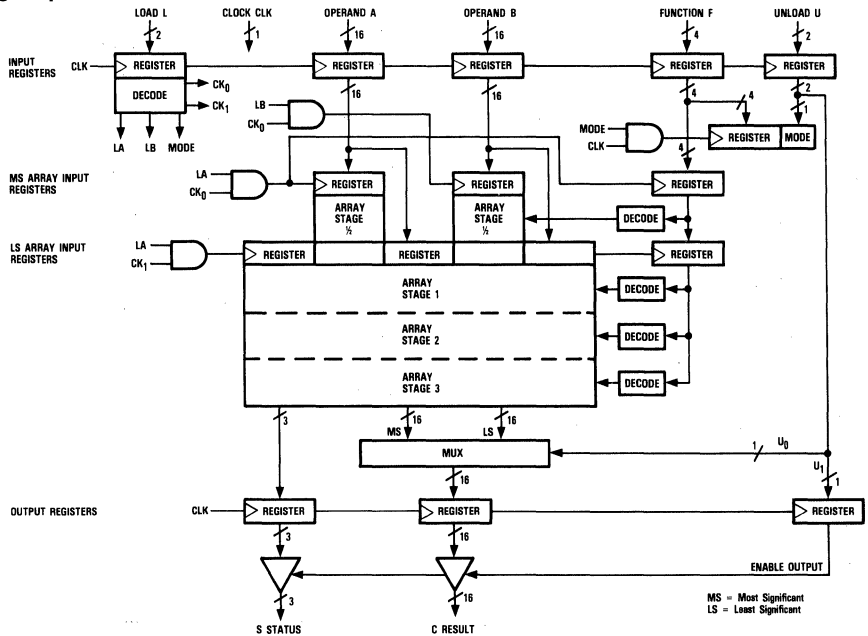 LOAD L CLOCK CLK OPERAND A OPERAND B FUNCTION F UNLOAD U
2 1 16 16 4 2
INPUT REGISTERS CLK REGISTER REGISTER REGISTER REGISTER REGISTER
DECODE CK0 CK1
16 16 4 4 2 1
LB CK0
LA LB MODE
MODE CLK REGISTER MODE
4
MS ARRAY INPUT REGISTERS LA CK0 REGISTER REGISTER REGISTER
ARRAY STAGE ½ ARRAY STAGE ½ DECODE
LS ARRAY INPUT REGISTERS LA CK1 REGISTER REGISTER REGISTER
ARRAY STAGE 1 DECODE
ARRAY STAGE 2 DECODE
ARRAY STAGE 3 DECODE
3 16 16
MS LS
MUX 1 U0
U1 1
16
OUTPUT REGISTERS CLK REGISTER REGISTER REGISTER
3 16
ENABLE OUTPUT
3 16
MS = Most Significant
LS = Least Significant
S STATUS C RESULT